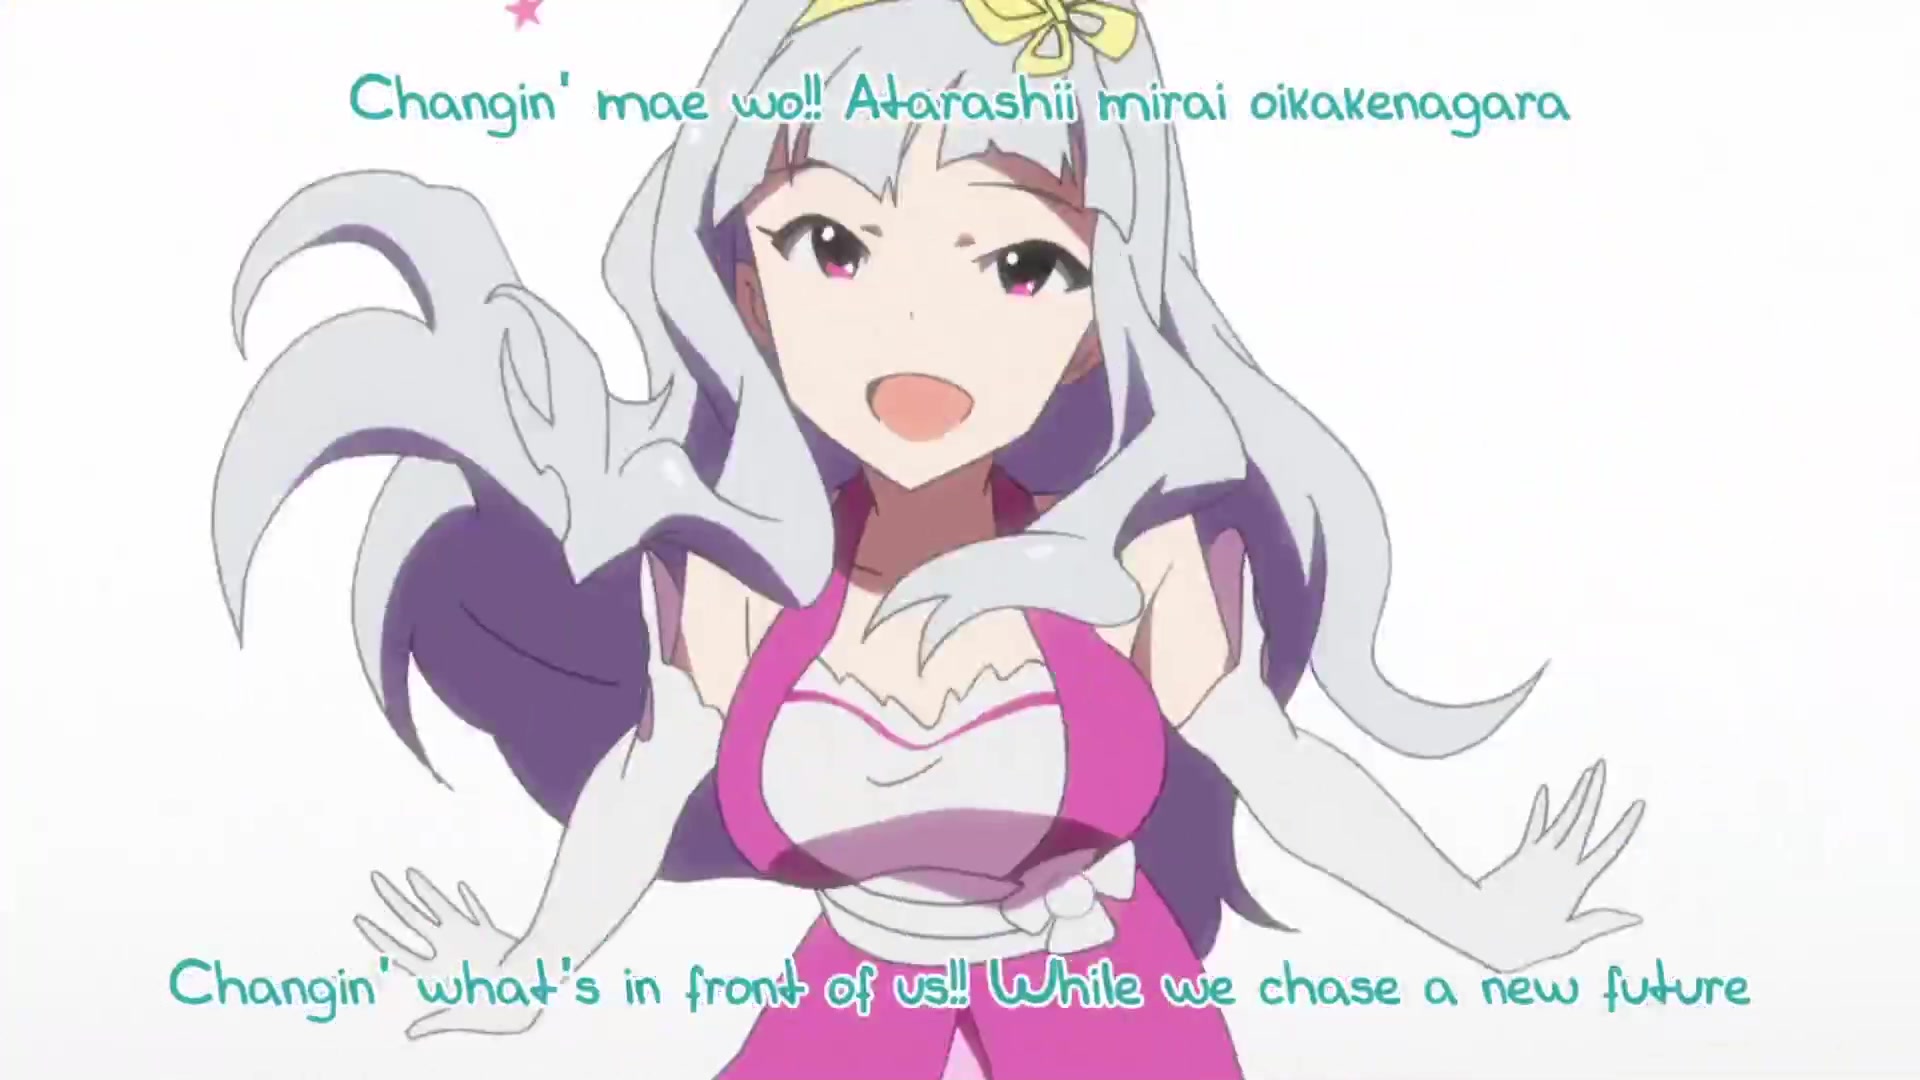 Changin' mae wo!! Atarashii mirai oikakenagara
Changin' what's in front of us!! While we chase a new future